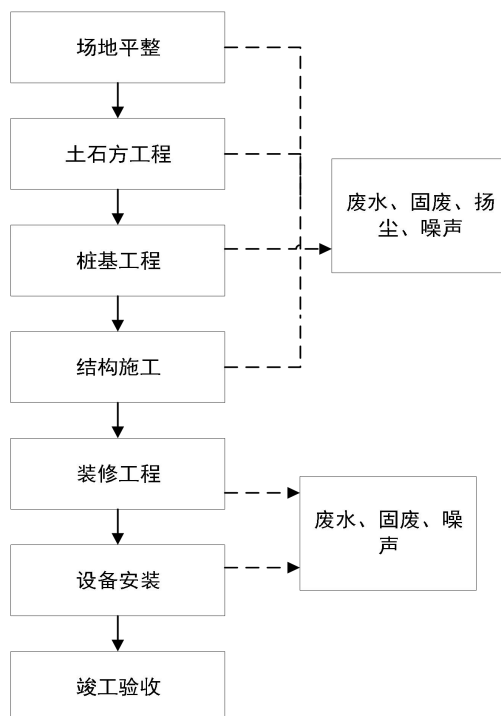 场地平整
土石方工程
废水、固废、扬
尘、噪声
桩基工程
结构施工
装修工程
废水、固废、噪
声
设备安装
竣工验收